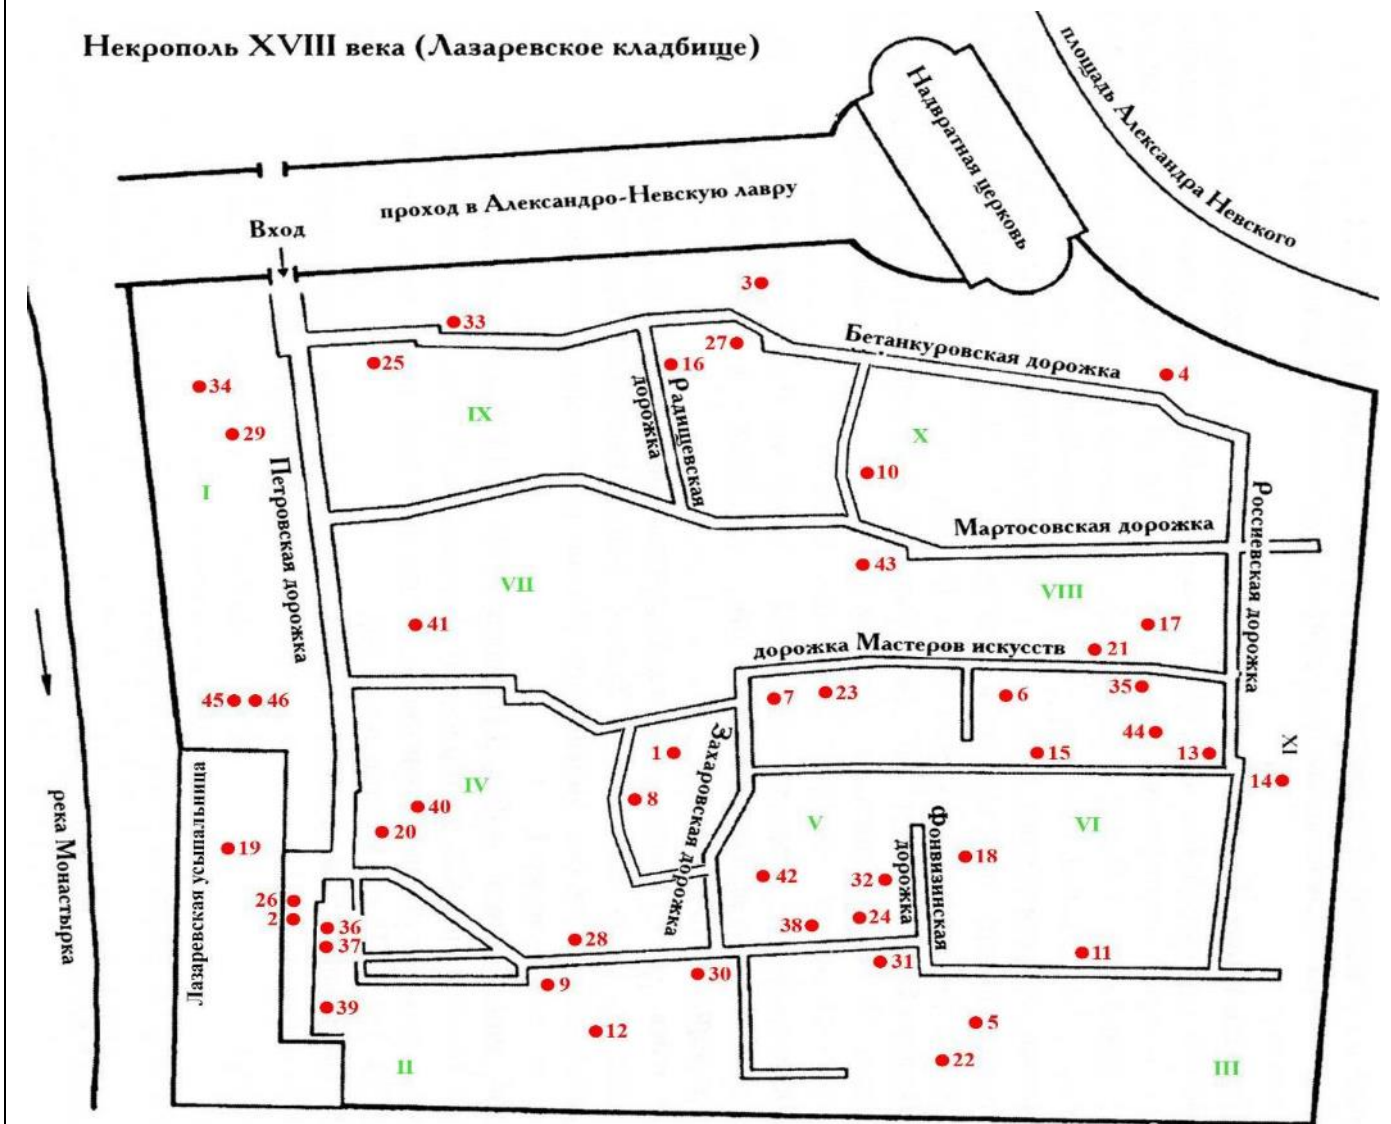 Некрополь XVIII века (Лазаревское кладбище)
площадь Александра Невского
Надвратная церковь
проход в Александро-Невскую лавру
Вход
3
33
27
Бетанкуровская дорожка
25
16
4
34
Радищевская
дорожка
IX
X
29
Петровская дорожка
10
I
Россиевская дорожка
Мартосовская дорожка
43
VII
VIII
41
17
дорожка Мастеров искусств
21
45
46
7
23
6
35
Захаровская дорожка
44
1
15
13
XI
14
Лазаревская усыпальница
река Монастырка
IV
8
40
20
V
VI
Фонвизинская
дорожка
19
18
42
32
26
2
36
38
24
37
28
11
31
30
9
39
12
5
22
II
III